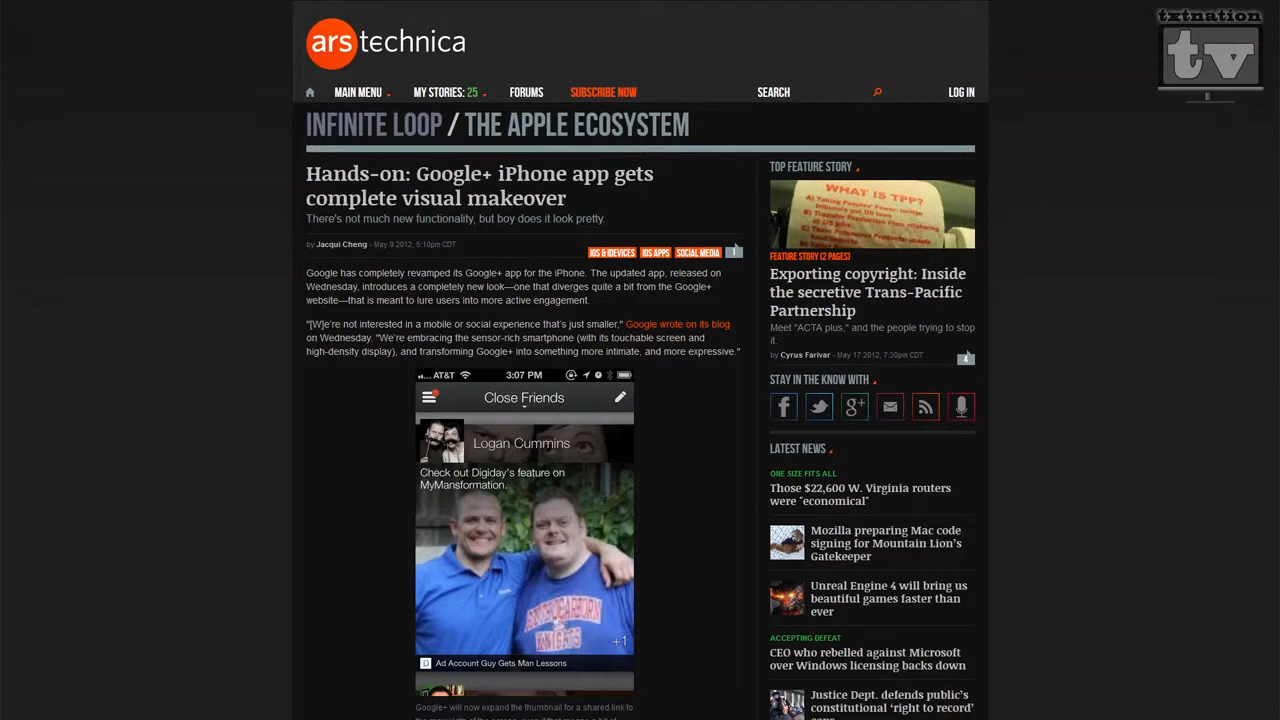 txtnation
tv
ars technica
MAIN MENU
MY STORIES: 25
FORUMS
SUBSCRIBE NOW
SEARCH
LOG IN
INFINITE LOOP / THE APPLE ECOSYSTEM
Hands-on: Google+ iPhone app gets
complete visual makeover
There's not much new functionality, but boy does it look pretty.
by Jacqui Cheng - May 9 2012, 5:10pm CDT
IOS & IDEVICES
IOS APPS
SOCIAL MEDIA
1
Google has completely revamped its Google+ app for the iPhone. The updated app, released on
Wednesday, introduces a completely new look—one that diverges quite a bit from the Google+
website—that is meant to lure users into more active engagement.
"[W]e're not interested in a mobile or social experience that's just smaller," Google wrote on its blog
on Wednesday. "We're embracing the sensor-rich smartphone (with its touchable screen and
high-density display), and transforming Google+ into something more intimate, and more expressive."
AT&T
3:07 PM
Close Friends
Logan Cummins
Check out Digiday's feature on
MyMansformation.
KNIGHTS
+1
D Ad Account Guy Gets Man Lessons
Google+ will now expand the thumbnail for a shared link to
TOP FEATURE STORY
WHAT IS TPP?
FEATURE STORY (2 PAGES)
Exporting copyright: Inside
the secretive Trans-Pacific
Partnership
Meet "ACTA plus," and the people trying to stop
it.
by Cyrus Farivar - May 17 2012, 7:30pm CDT
4
STAY IN THE KNOW WITH
f
g+
LATEST NEWS
ONE SIZE FITS ALL
Those $22,600 W. Virginia routers
were "economical"
Mozilla preparing Mac code
signing for Mountain Lion's
Gatekeeper
Unreal Engine 4 will bring us
beautiful games faster than
ever
ACCEPTING DEFEAT
CEO who rebelled against Microsoft
over Windows licensing backs down
Justice Dept. defends public's
constitutional 'right to record'